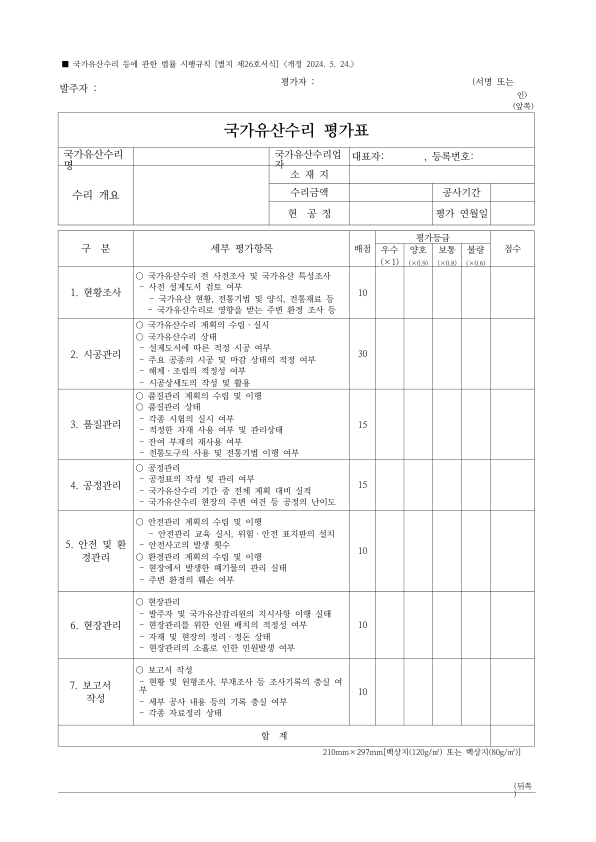 ■ 국가유산수리 등에 관한 법률 시행규칙 [별지 제26호서식] 〈개정 2024. 5. 24.〉
발주자 :
평가자 :
(서명 또는
인)
(앞쪽)
국가유산수리 평가표
국가유산수리
명
국가유산수리업
자
대표자: , 등록번호:
수리 개요
소 재 지
수리금액
공사기간
현 공 정
평가 연월일
구 분
세부 평가항목
배점
평가등급
점수
우수
(×1)
양호
(×0.9)
보통
(×0.8)
불량
(×0.6)
1. 현황조사
○ 국가유산수리 전 사전조사 및 국가유산 특성조사
- 사전 설계도서 검토 여부
- 국가유산 현황, 전통기법 및 양식, 전통재료 등
- 국가유산수리로 영향을 받는 주변 환경 조사 등
10
2. 시공관리
○ 국가유산수리 계획의 수립ㆍ실시
○ 국가유산수리 상태
- 설계도서에 따른 적정 시공 여부
- 주요 공종의 시공 및 마감 상태의 적정 여부
- 해체ㆍ조립의 적정성 여부
- 시공상세도의 작성 및 활용
30
3. 품질관리
○ 품질관리 계획의 수립 및 이행
○ 품질관리 상태
- 각종 시험의 실시 여부
- 적정한 자재 사용 여부 및 관리상태
- 잔여 부재의 재사용 여부
- 전통도구의 사용 및 전통기법 이행 여부
15
4. 공정관리
○ 공정관리
- 공정표의 작성 및 관리 여부
- 국가유산수리 기간 중 전체 계획 대비 실적
- 국가유산수리 현장의 주변 여건 등 공정의 난이도
15
5. 안전 및 환
경관리
○ 안전관리 계획의 수립 및 이행
- 안전관리 교육 실시, 위험ㆍ안전 표지판의 설치
- 안전사고의 발생 횟수
○ 환경관리 계획의 수립 및 이행
- 현장에서 발생한 폐기물의 관리 실태
- 주변 환경의 훼손 여부
10
6. 현장관리
○ 현장관리
- 발주자 및 국가유산감리원의 지시사항 이행 실태
- 현장관리를 위한 인원 배치의 적정성 여부
- 자재 및 현장의 정리ㆍ정돈 상태
- 현장관리의 소홀로 인한 민원발생 여부
10
7. 보고서
작성
○ 보고서 작성
- 현황 및 원형조사, 부재조사 등 조사기록의 충실 여
부
- 세부 공사 내용 등의 기록 충실 여부
- 각종 자료정리 상태
10
합 계
210mm×297mm[백상지(120g/㎡) 또는 백상지(80g/㎡)]
(뒤쪽
)